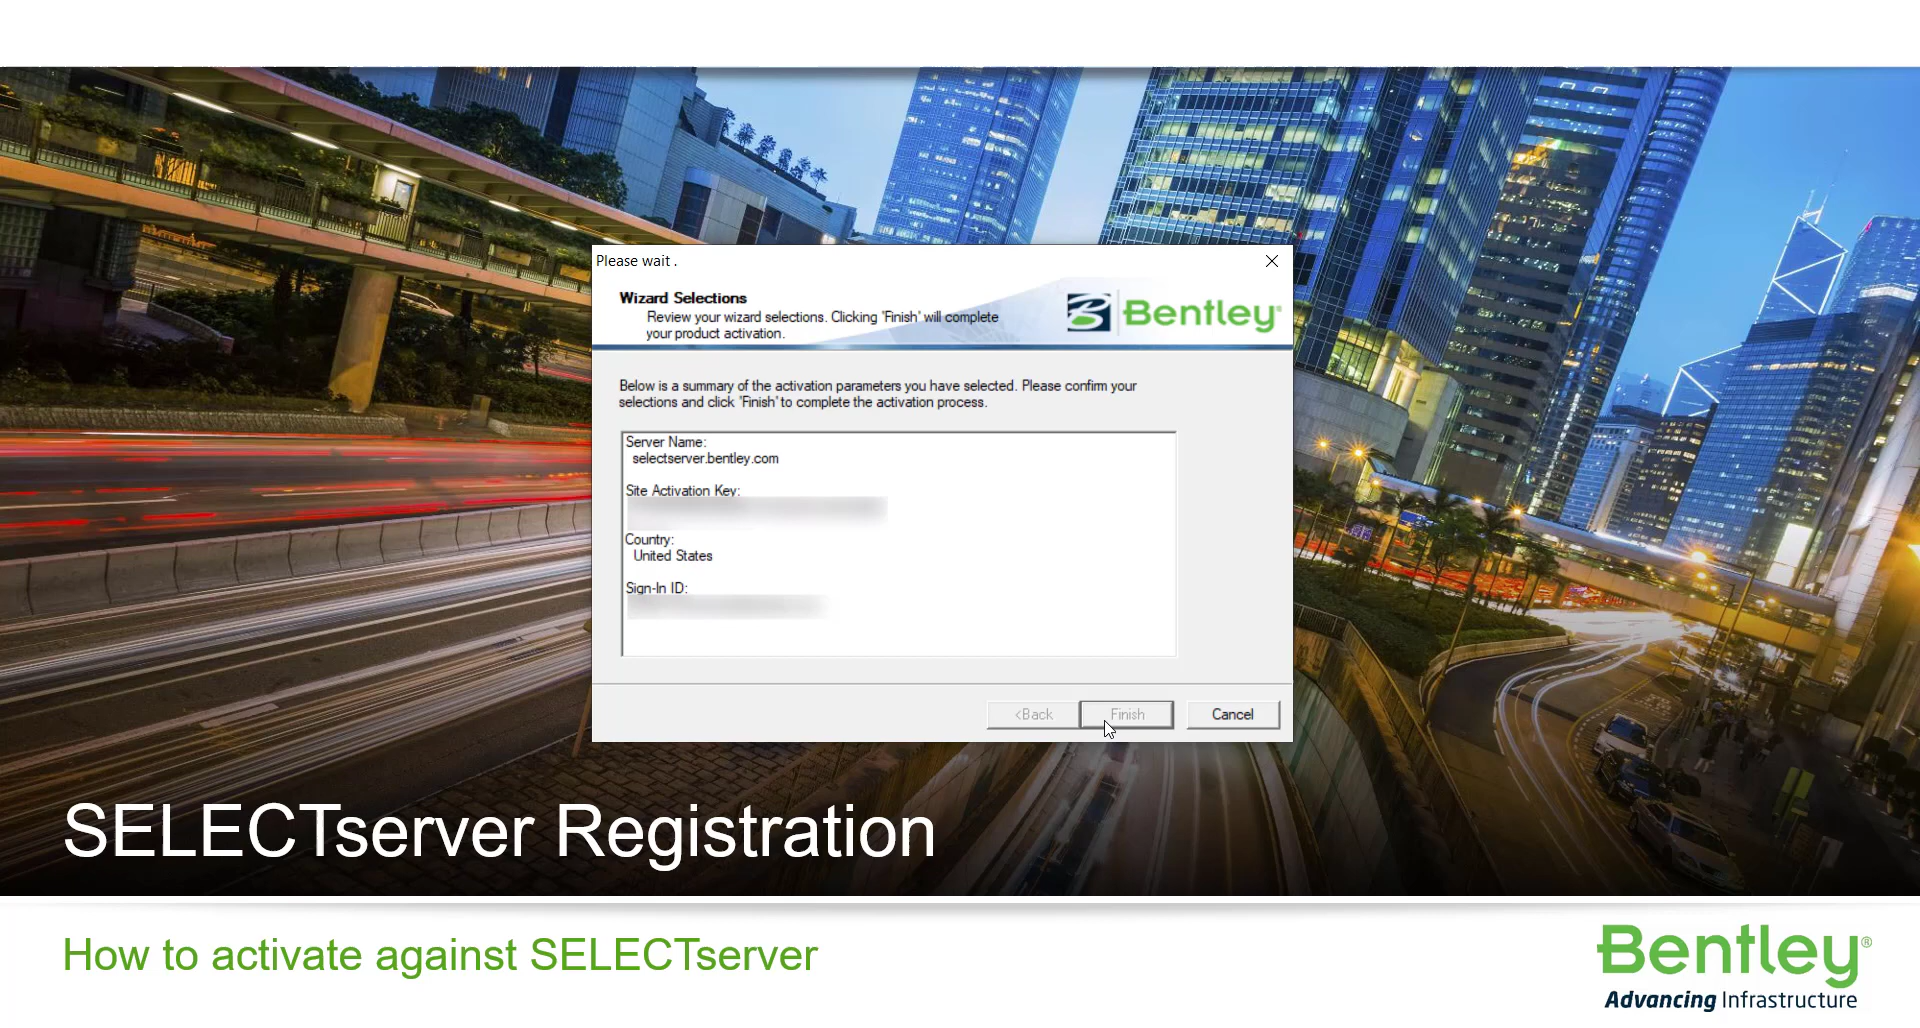 Please wait .
Wizard Selections
Review your wizard selections. Clicking 'Finish' will complete
your product activation.
Bentley®
Below is a summary of the activation parameters you have selected. Please confirm your
selections and click 'Finish' to complete the activation process.
Server Name:
selectserver.bentley.com
Site Activation Key:
Country:
United States
Sign-In ID:
<Back
Finish
Cancel
SELECTserver Registration
How to activate against SELECTserver
Bentley®
Advancing Infrastructure